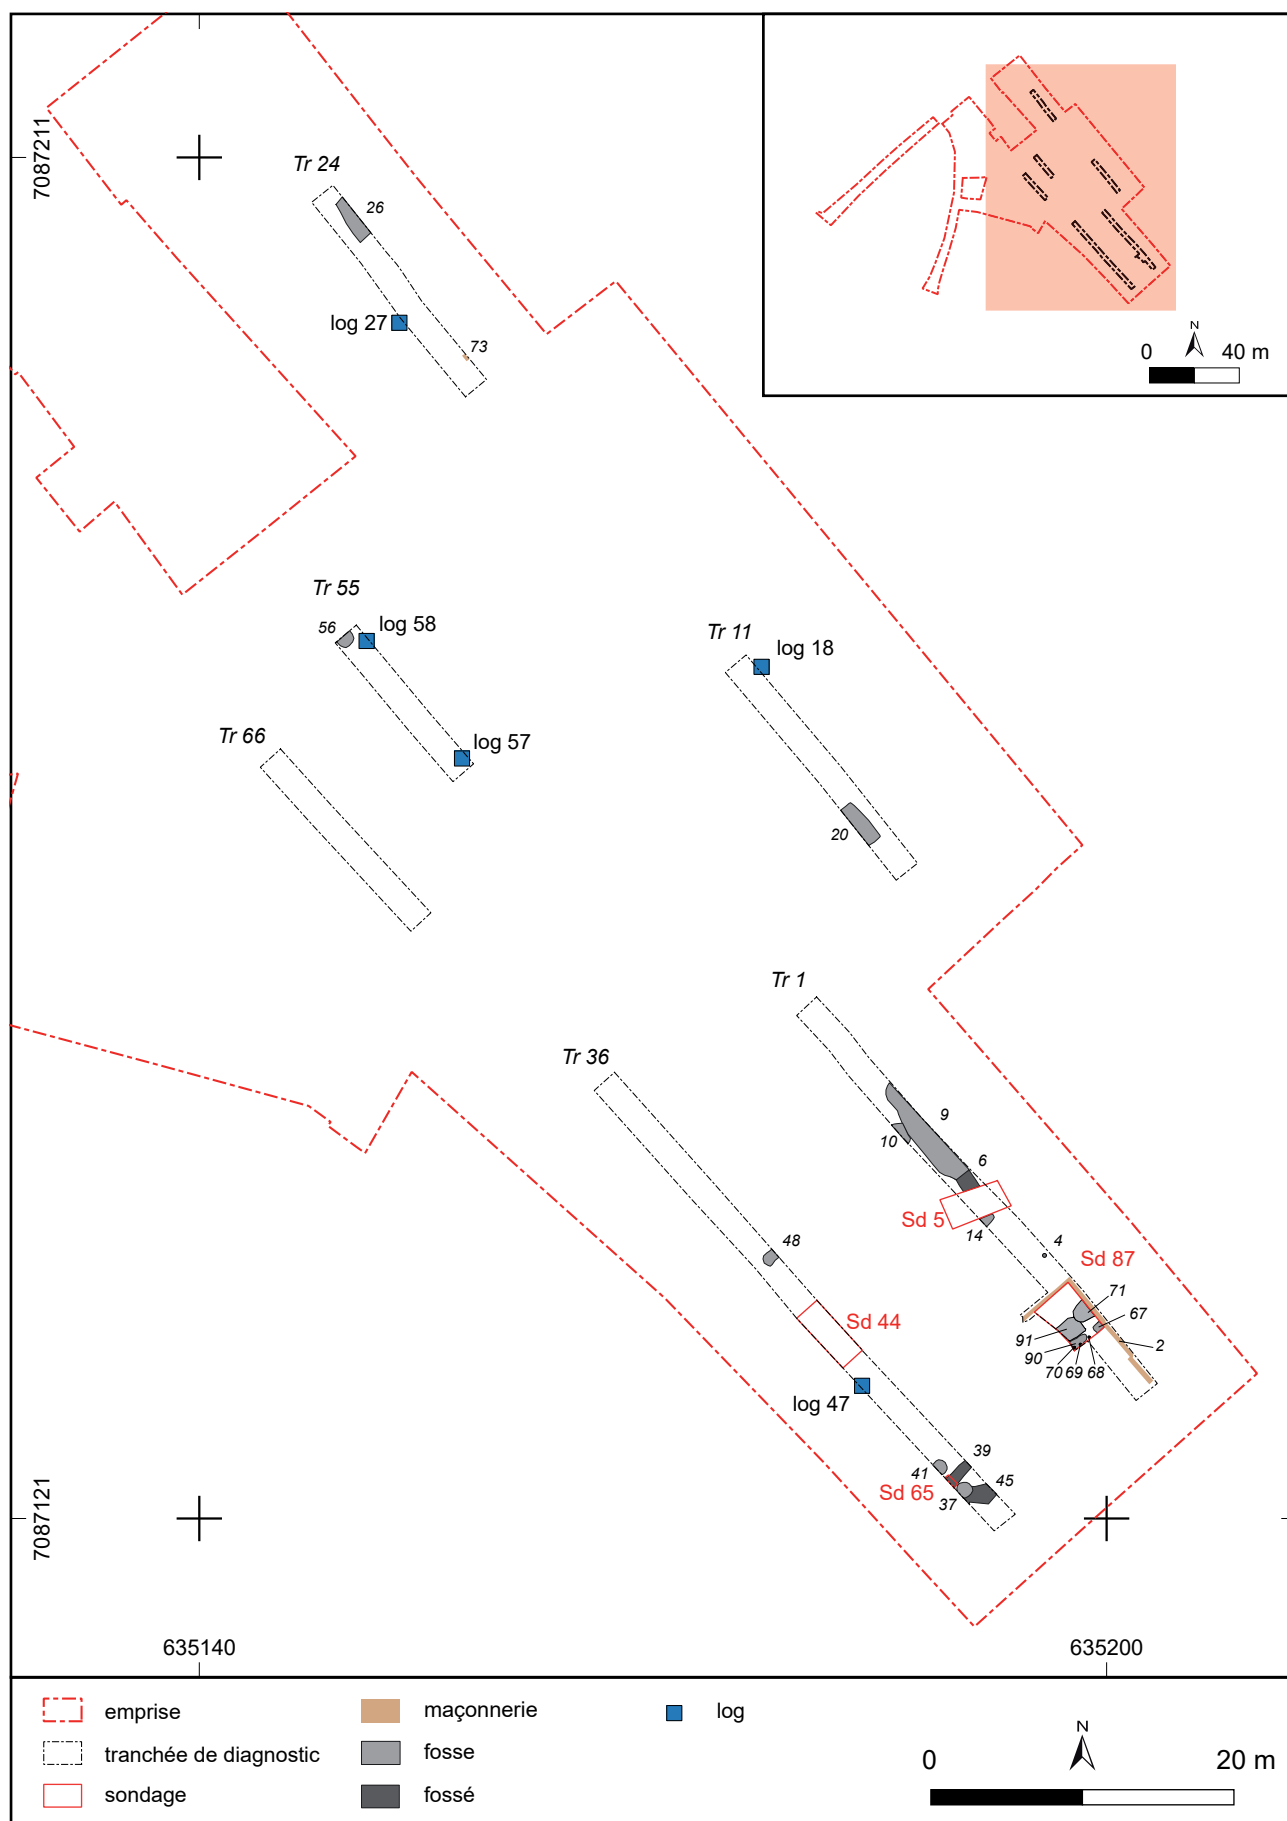 N
0 40 m
7087211
Tr 24
26
log 27
73
Tr 55
56
log 58
log 57
Tr 66
Tr 11
log 18
20
Tr 1
9
10
6
Sd 5
14
4
Sd 87
71
67
91
2
90
70 69 68
Tr 36
48
Sd 44
log 47
39
41
45
Sd 65
37
7087121
635140
635200
emprise
tranchée de diagnostic
sondage
maçonnerie
fosse
fossé
log
N
0 20 m